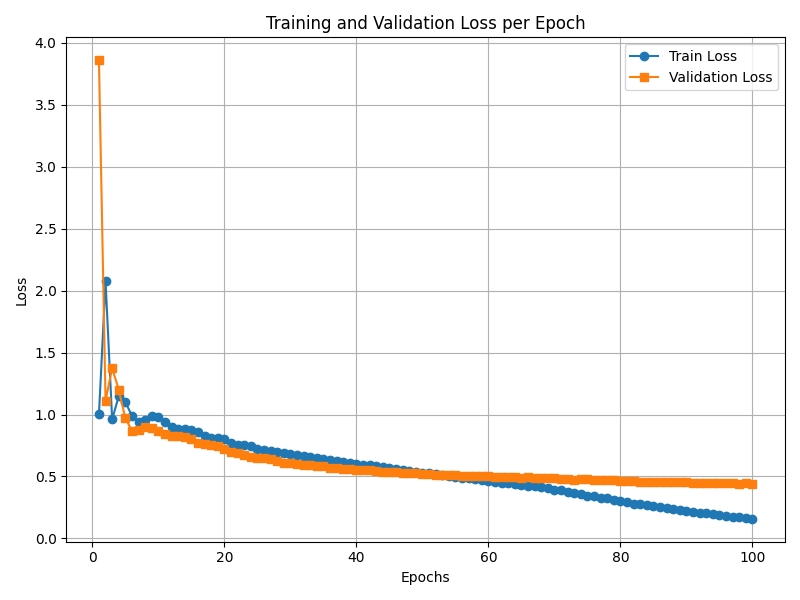 Training and Validation Loss per Epoch
Train Loss
Validation Loss
4.0
3.5
3.0
2.5
2.0
1.5
1.0
0.5
0.0
Loss
0 20 40 60 80 100
Epochs